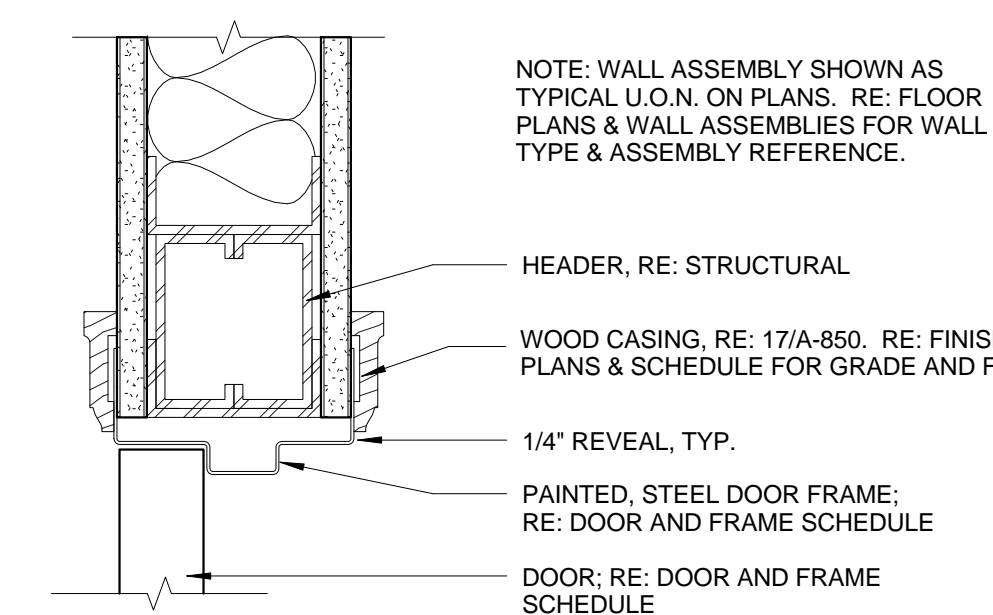 NOTE: WALL ASSEMBLY SHOWN AS
TYPICAL U.O.N. ON PLANS. RE: FLOOR
PLANS & WALL ASSEMBLIES FOR WALL
TYPE & ASSEMBLY REFERENCE.
HEADER, RE: STRUCTURAL
WOOD CASING, RE: 17/A-850. RE: FINIS
PLANS & SCHEDULE FOR GRADE AND F
1/4" REVEAL, TYP.
PAINTED, STEEL DOOR FRAME;
RE: DOOR AND FRAME SCHEDULE
DOOR; RE: DOOR AND FRAME
SCHEDULE